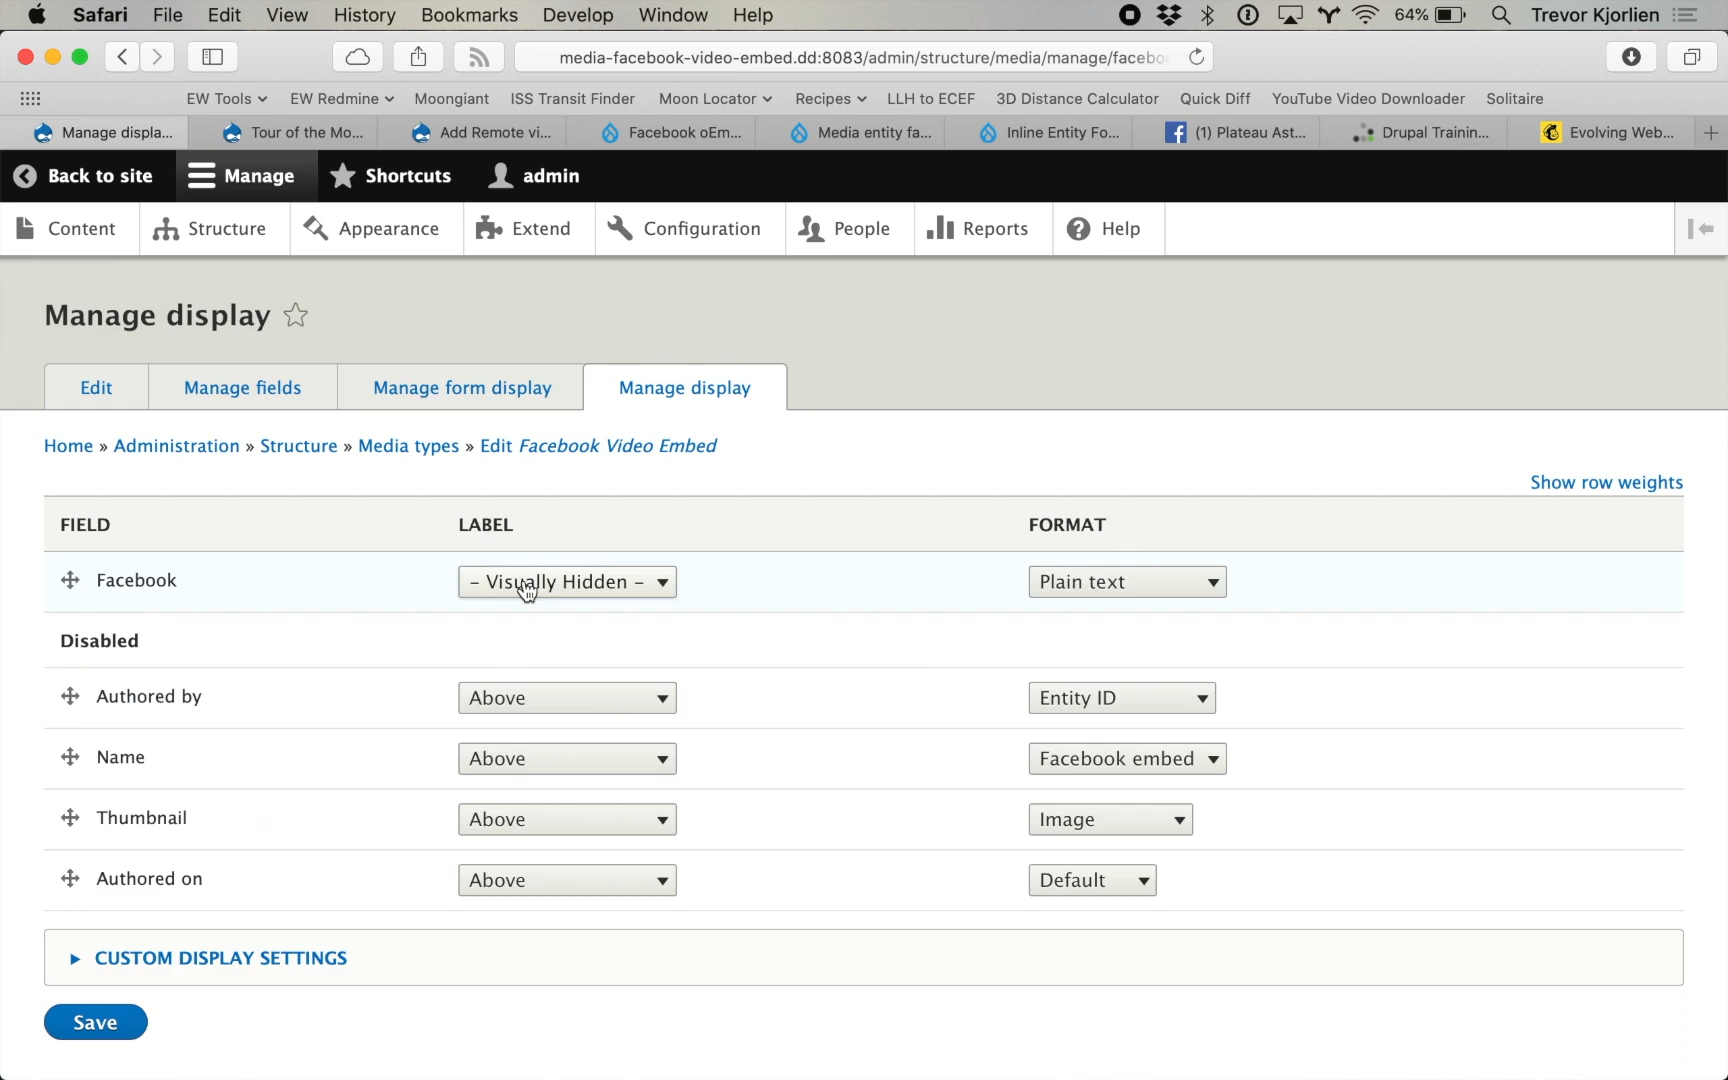 Safari File Edit View History Bookmarks Develop Window Help 64% Trevor Kjorlien
media-facebook-video-embed.dd:8083/admin/structure/media/manage/facebo
EW Tools EW Redmine Moongiant ISS Transit Finder Moon Locator Recipes LLH to ECEF 3D Distance Calculator Quick Diff YouTube Video Downloader Solitaire
Manage displa... Tour of the Mo... Add Remote vi... Facebook oEm... Media entity fa... Inline Entity Fo... (1) Plateau Ast... Drupal Trainin... Evolving Web...
Back to site Manage Shortcuts admin
Content Structure Appearance Extend Configuration People Reports Help
Manage display
Edit Manage fields Manage form display Manage display
Home » Administration » Structure » Media types » Edit Facebook Video Embed
Show row weights
FIELD LABEL FORMAT
Facebook - Visually Hidden - Plain text
Disabled
Authored by Above Entity ID
Name Above Facebook embed
Thumbnail Above Image
Authored on Above Default
CUSTOM DISPLAY SETTINGS
Save